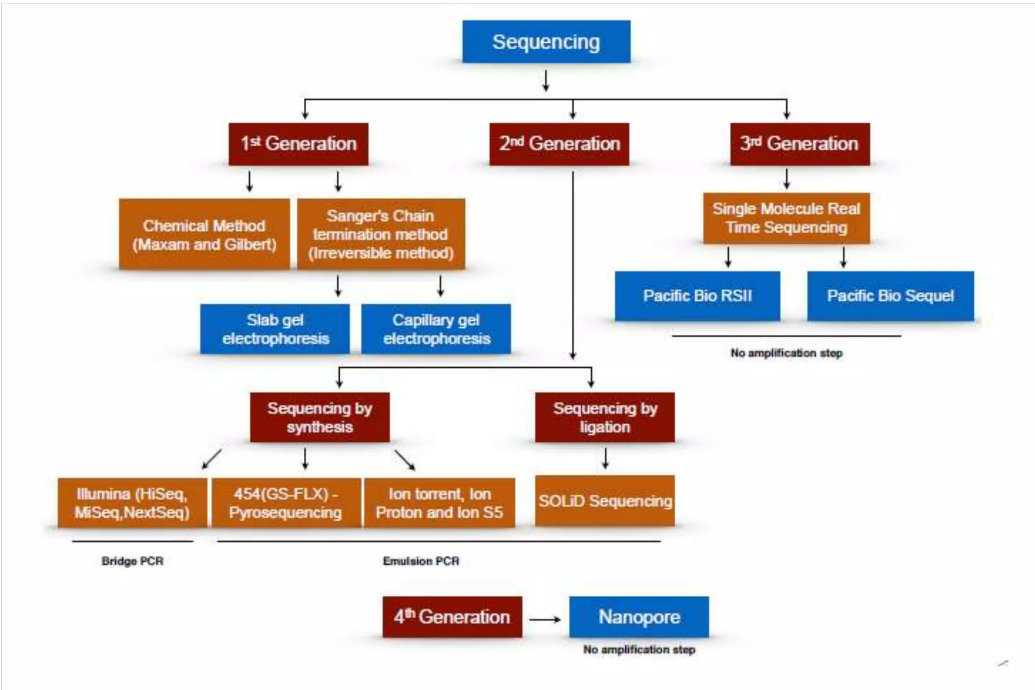 Sequencing
1st Generation
2nd Generation
3rd Generation
Chemical Method
(Maxam and Gilbert)
Sanger's Chain
termination method
(Irreversible method)
Single Molecule Real
Time Sequencing
Slab gel
electrophoresis
Capillary gel
electrophoresis
Pacific Bio RSII
Pacific Bio Sequel
No amplification step
Sequencing by
synthesis
Sequencing by
ligation
Illumina (HiSeq,
MiSeq,NextSeq)
454(GS-FLX) -
Pyrosequencing
Ion torrent, Ion
Proton and Ion S5
SOLiD Sequencing
Bridge PCR
Emulsion PCR
4th Generation
Nanopore
No amplification step